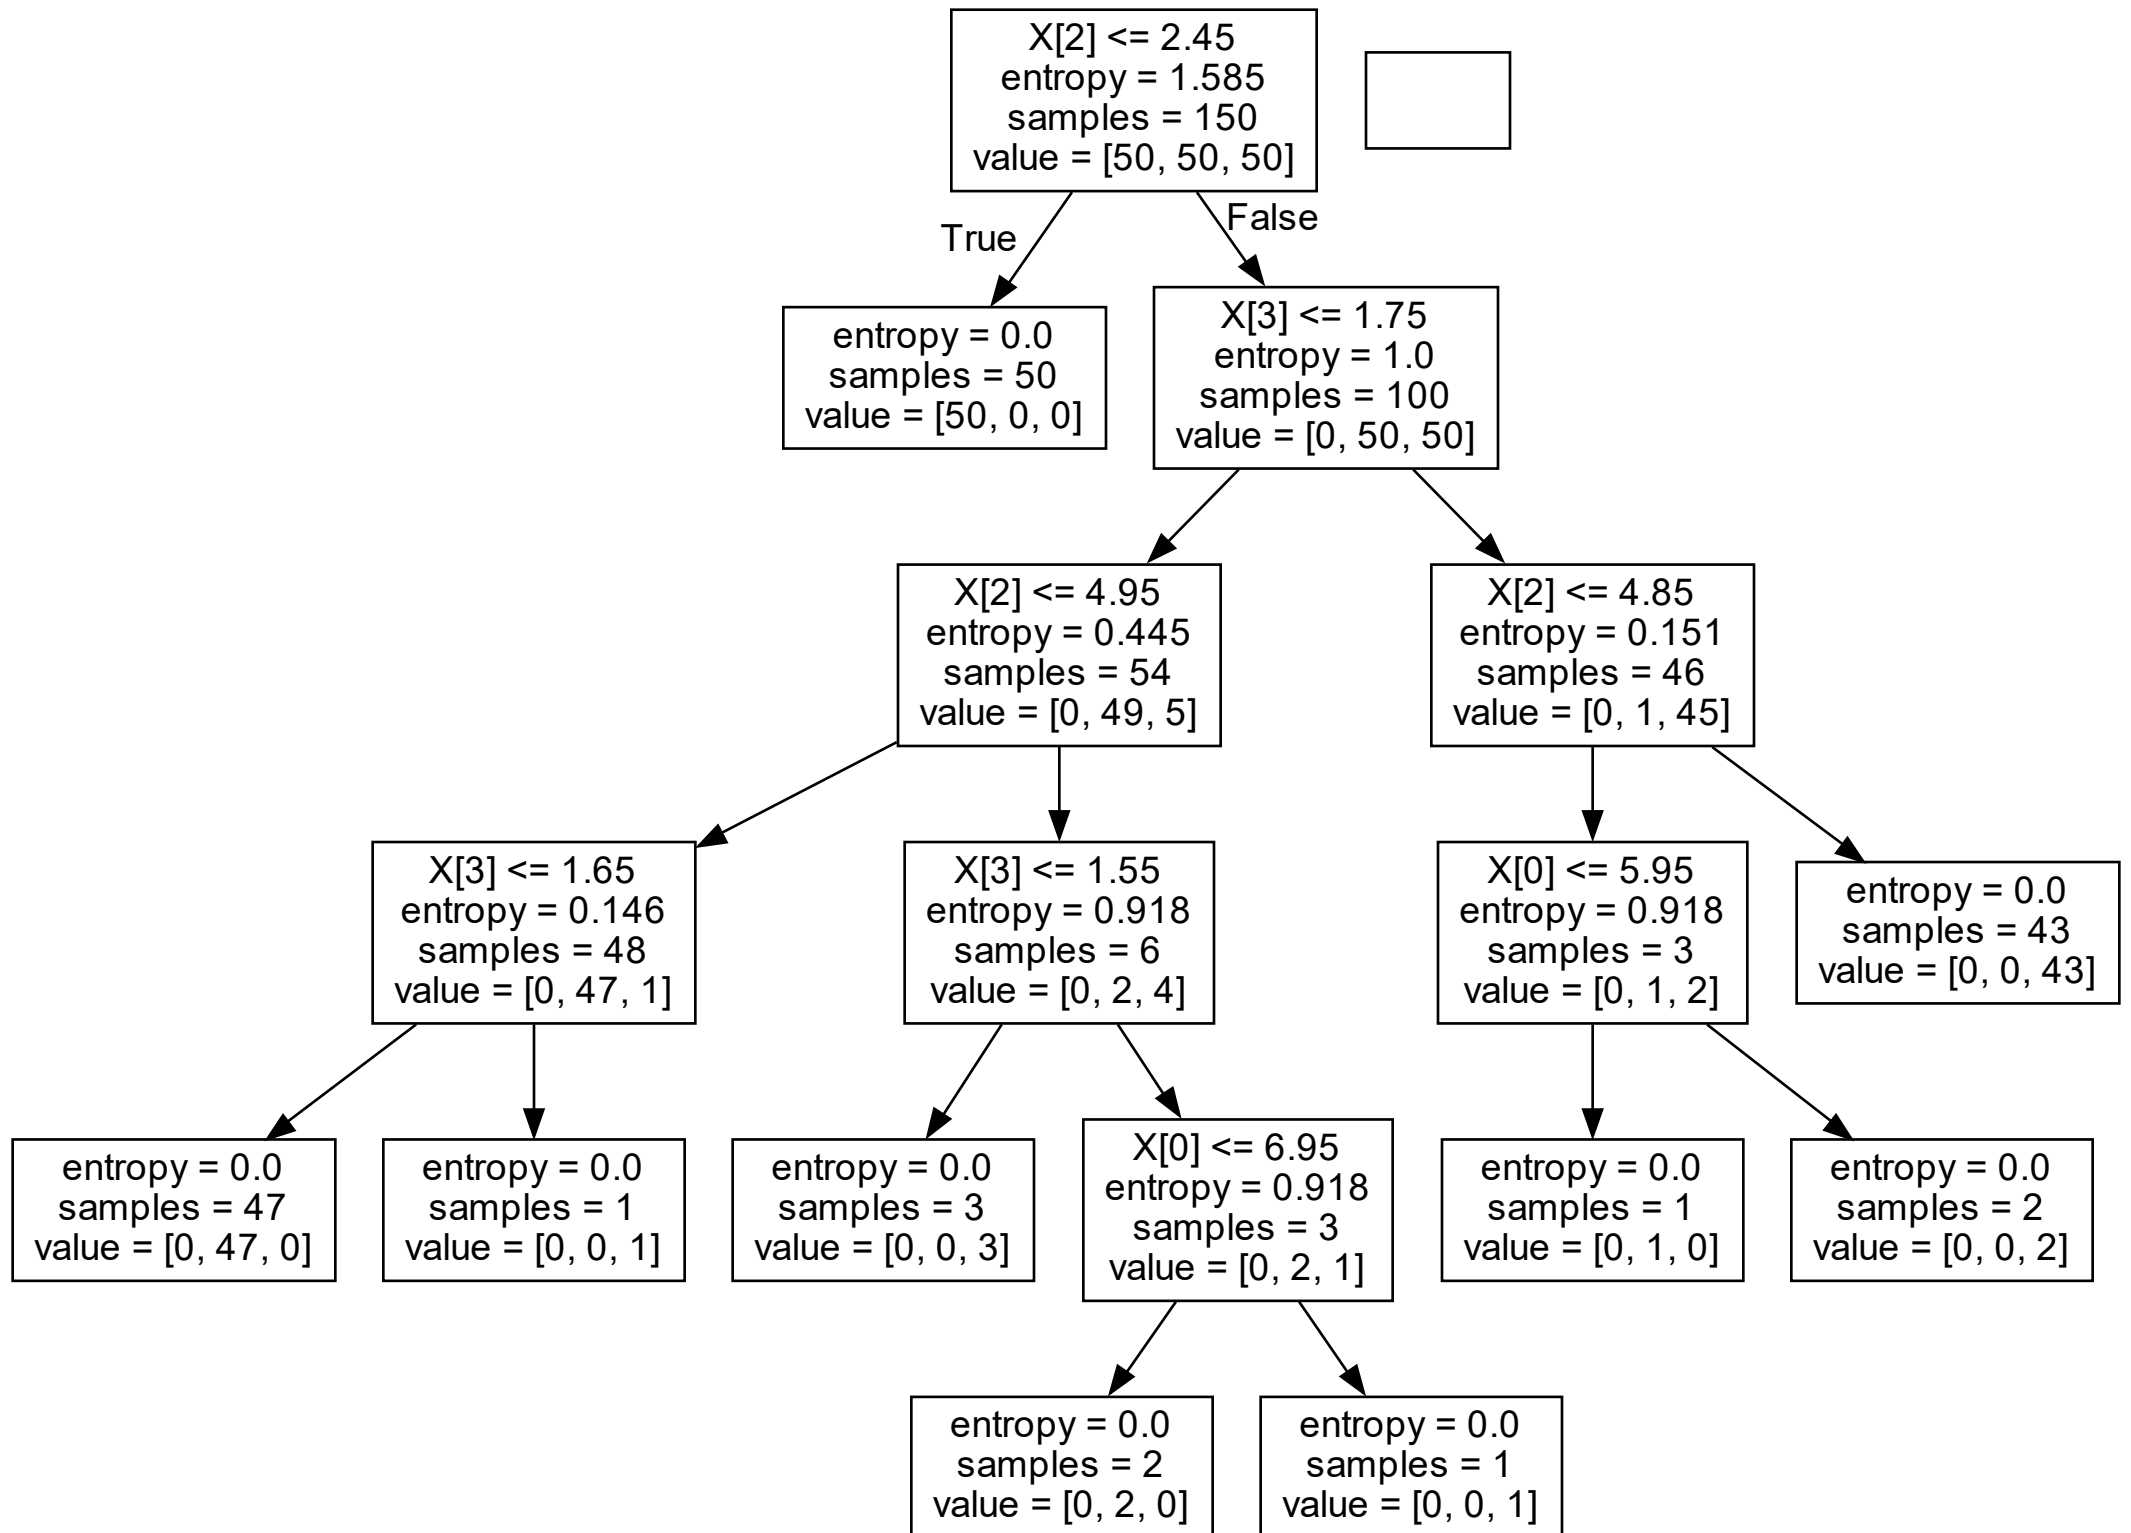 X[2] <= 2.45
entropy = 1.585
samples = 150
value = [50, 50, 50]
True
False
entropy = 0.0
samples = 50
value = [50, 0, 0]
X[3] <= 1.75
entropy = 1.0
samples = 100
value = [0, 50, 50]
X[2] <= 4.95
entropy = 0.445
samples = 54
value = [0, 49, 5]
X[2] <= 4.85
entropy = 0.151
samples = 46
value = [0, 1, 45]
X[3] <= 1.65
entropy = 0.146
samples = 48
value = [0, 47, 1]
X[3] <= 1.55
entropy = 0.918
samples = 6
value = [0, 2, 4]
X[0] <= 5.95
entropy = 0.918
samples = 3
value = [0, 1, 2]
entropy = 0.0
samples = 43
value = [0, 0, 43]
entropy = 0.0
samples = 47
value = [0, 47, 0]
entropy = 0.0
samples = 1
value = [0, 0, 1]
entropy = 0.0
samples = 3
value = [0, 0, 3]
X[0] <= 6.95
entropy = 0.918
samples = 3
value = [0, 2, 1]
entropy = 0.0
samples = 1
value = [0, 1, 0]
entropy = 0.0
samples = 2
value = [0, 0, 2]
entropy = 0.0
samples = 2
value = [0, 2, 0]
entropy = 0.0
samples = 1
value = [0, 0, 1]